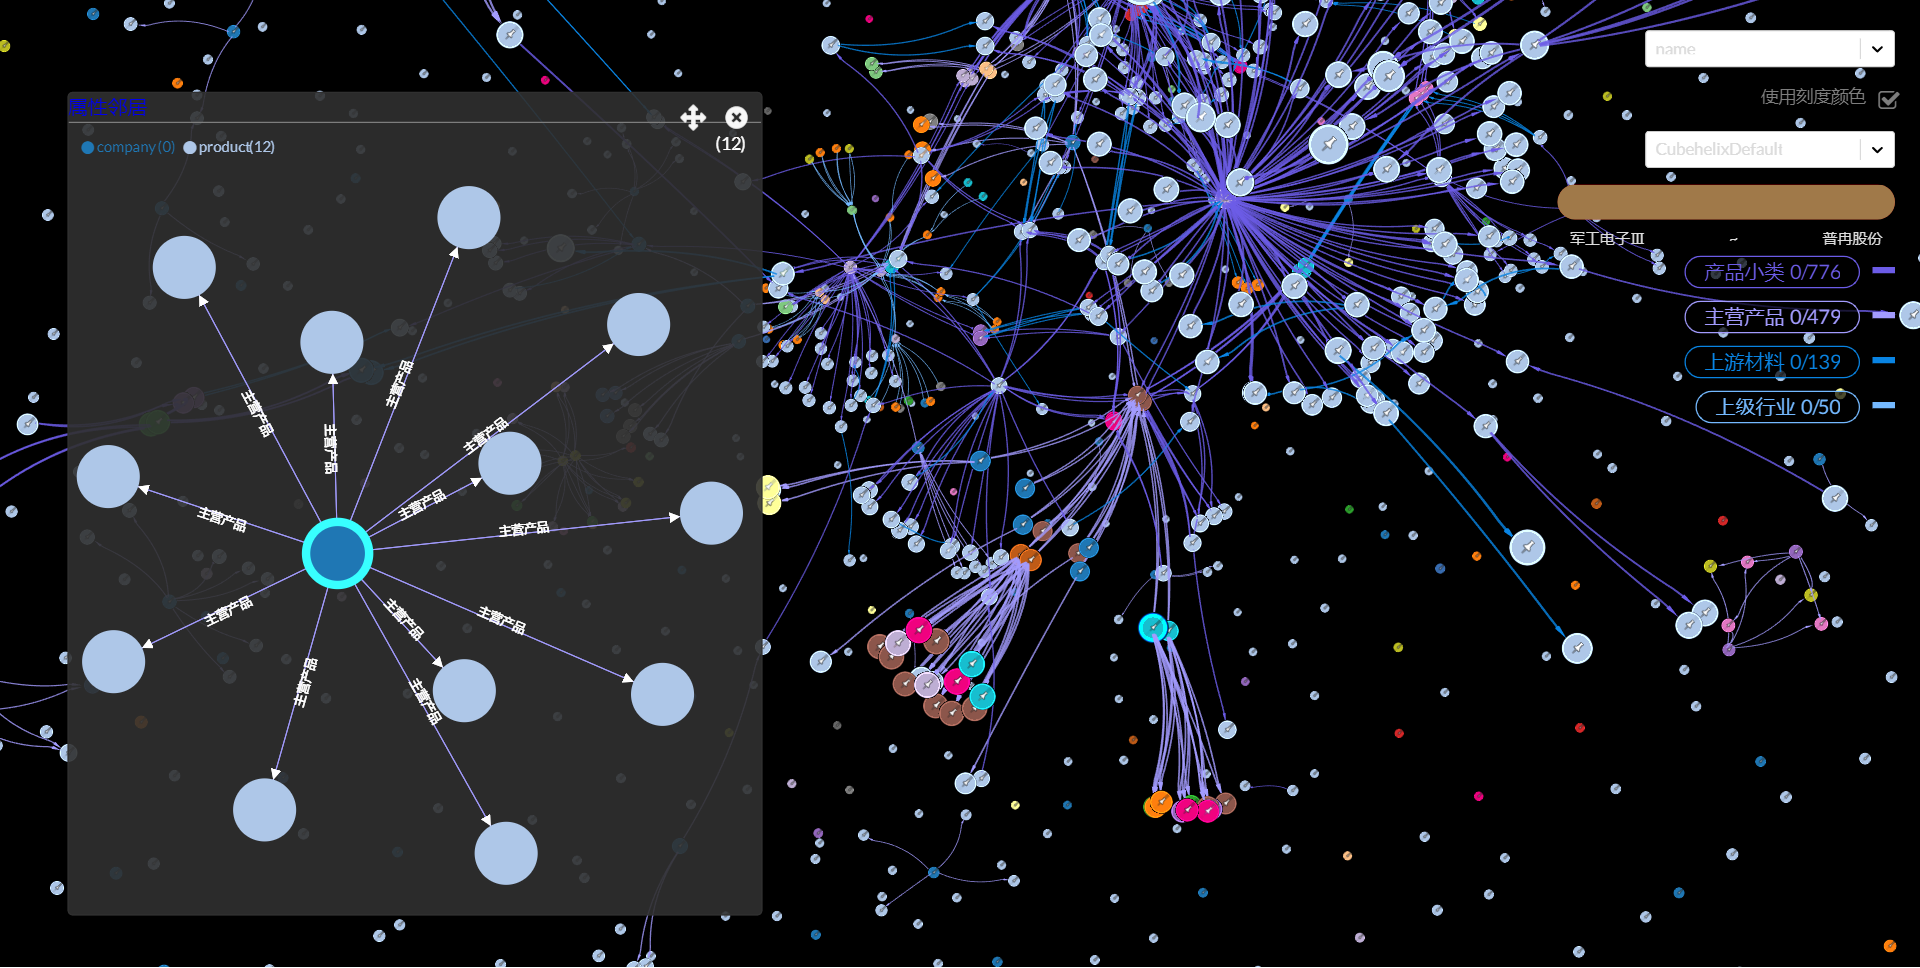 属性邻居
company(0) product(12)
(12)
主营产品
主营产品
主营产品
主营产品
主营产品
主营产品
主营产品
主营产品
主营产品
主营产品
主营产品
主营产品
name
使用刻度颜色
CubehelixDefault
军工电子Ⅲ ~ 普冉股份
产品小类 0/776
主营产品 0/479
上游材料 0/139
上级行业 0/50